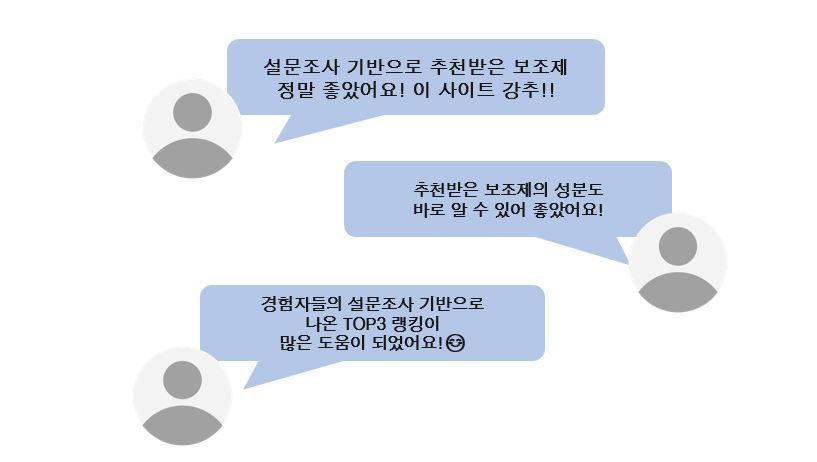 설문조사 기반으로 추천받은 보조제
정말 좋았어요! 이 사이트 강추!!
추천받은 보조제의 성분도
바로 알 수 있어 좋았어요!
경험자들의 설문조사 기반으로
나온 TOP3 랭킹이
많은 도움이 되었어요!😊